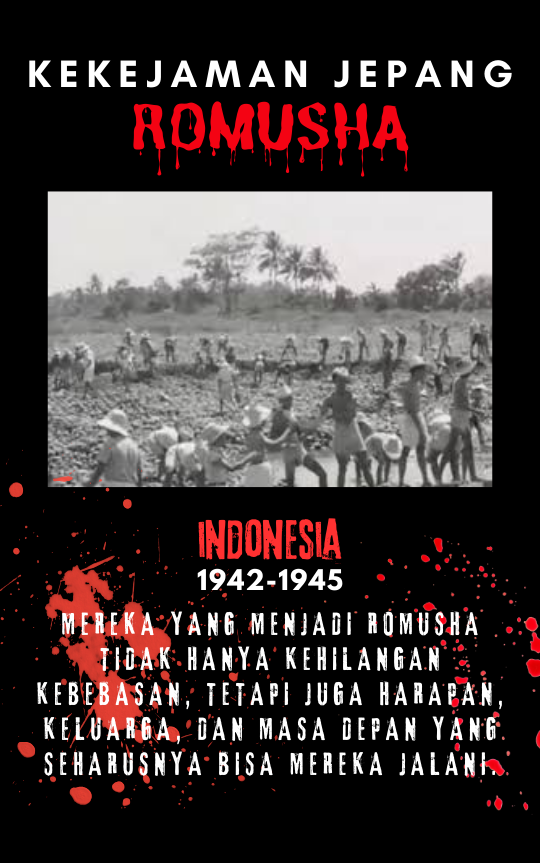 KEKEJAMAN JEPANG
ROMUSHA
INDONESIA
1942-1945
MEREKA YANG MENJADI ROMUSHA
TIDAK HANYA KEHILANGAN
KEBEBASAN, TETAPI JUGA HARAPAN,
KELUARGA, DAN MASA DEPAN YANG
SEHARUSNYA BISA MEREKA JALANI.